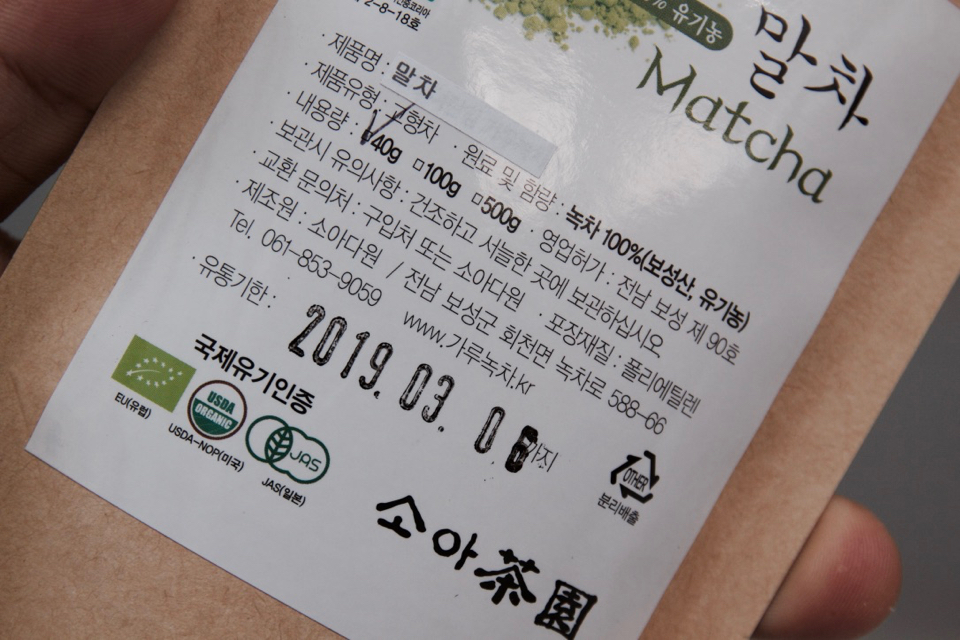 2-8-18호
% 유기농
말차
Matcha
· 제품명 : 말차
· 제품유형 : 고형차 · 원료 및 함량 : 녹차 100%(보성산, 유기농)
· 내용량 : 40g □100g □500g · 영업허가 : 전남 보성 제 90호
· 보관시 유의사항 : 건조하고 서늘한 곳에 보관하십시오
· 교환 문의처 : 구입처 또는 소아다원 · 포장재질 : 폴리에틸렌
· 제조원 : 소아다원 / 전남 보성군 회천면 녹차로 588-66
Tel. 061-853-9059 www.가루녹차.kr
· 유통기한 : 2019. 03. 0 까지
국제유기인증
EU(유럽)
USDA
ORGANIC
USDA-NOP(미국)
JAS
JAS(일본)
OTHER
분리배출
소아茶園